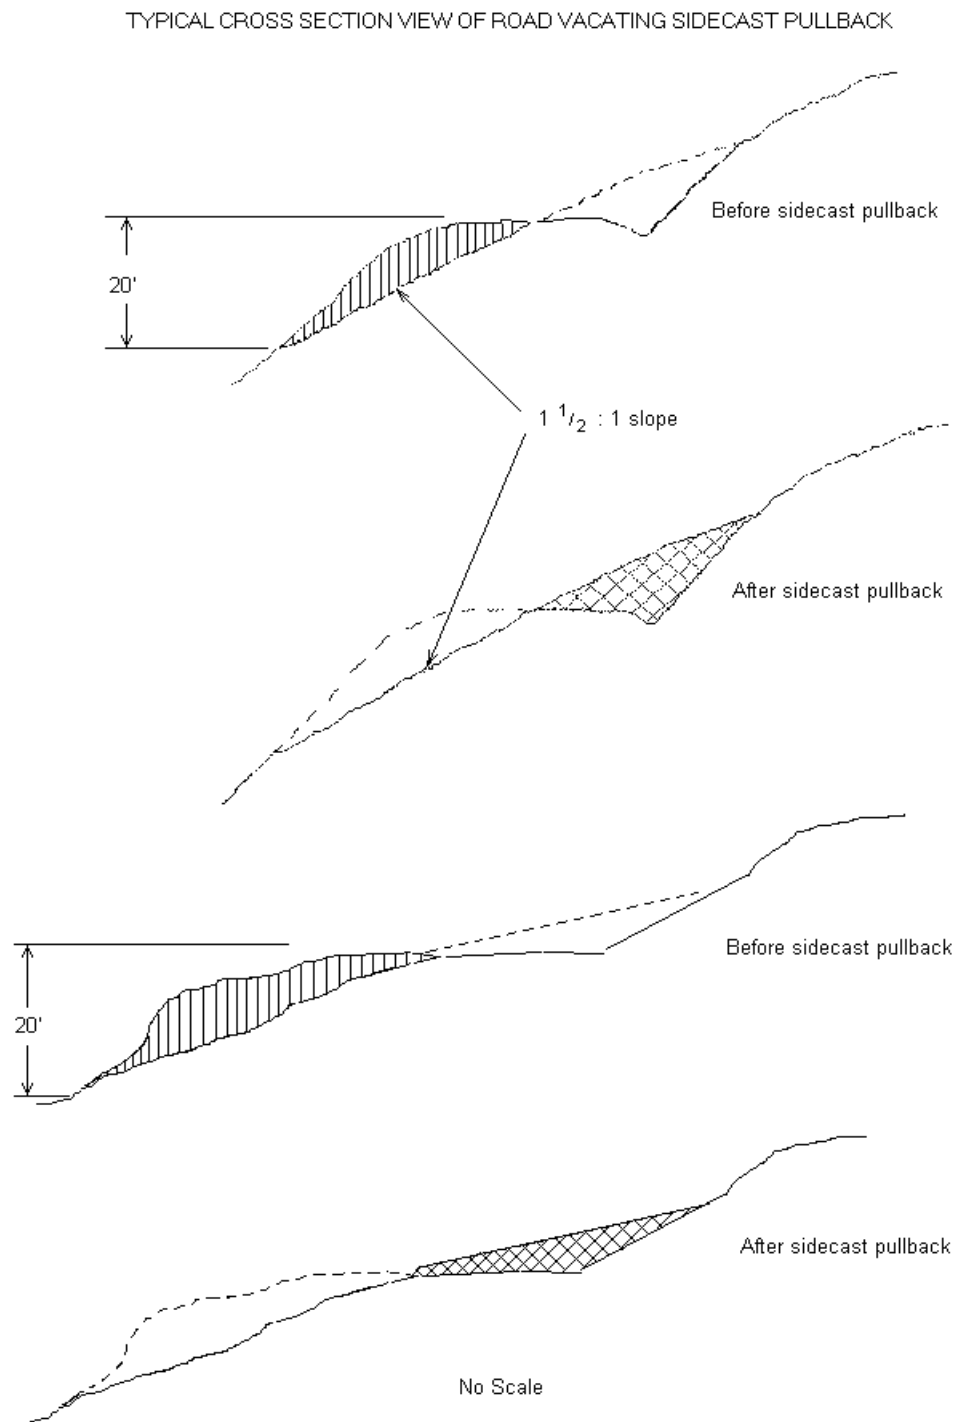 TYPICAL CROSS SECTION VIEW OF ROAD VACATING SIDECAST PULLBACK
Before sidecast pullback
20'
1 1/2 : 1 slope
After sidecast pullback
Before sidecast pullback
20'
After sidecast pullback
No Scale